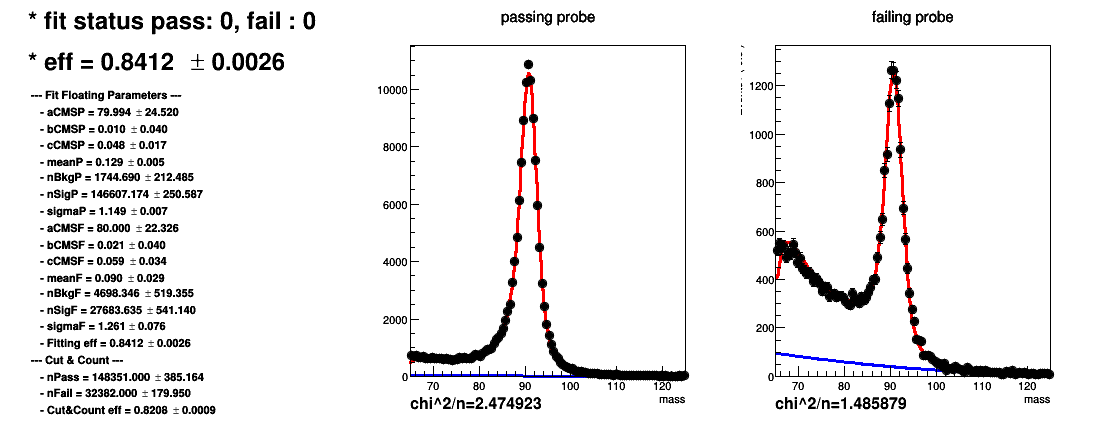 * fit status pass: 0, fail : 0
* eff = 0.8412 ± 0.0026
--- Fit Floating Parameters ---
- aCMSP = 79.994 ± 24.520
- bCMSP = 0.010 ± 0.040
- cCMSP = 0.048 ± 0.017
- meanP = 0.129 ± 0.005
- nBkgP = 1744.690 ± 212.485
- nSigP = 146607.174 ± 250.587
- sigmaP = 1.149 ± 0.007
- aCMSF = 80.000 ± 22.326
- bCMSF = 0.021 ± 0.040
- cCMSF = 0.059 ± 0.034
- meanF = 0.090 ± 0.029
- nBkgF = 4698.346 ± 519.355
- nSigF = 27683.635 ± 541.140
- sigmaF = 1.261 ± 0.076
- Fitting eff = 0.8412 ± 0.0026
--- Cut & Count ---
- nPass = 148351.000 ± 385.164
- nFail = 32382.000 ± 179.950
- Cut&Count eff = 0.8208 ± 0.0009
passing probe
10000
8000
6000
4000
2000
0
70 80 90 100 110 120
mass
chi^2/n=2.474923
failing probe
1200
1000
800
600
400
200
0
70 80 90 100 110 120
mass
chi^2/n=1.485879